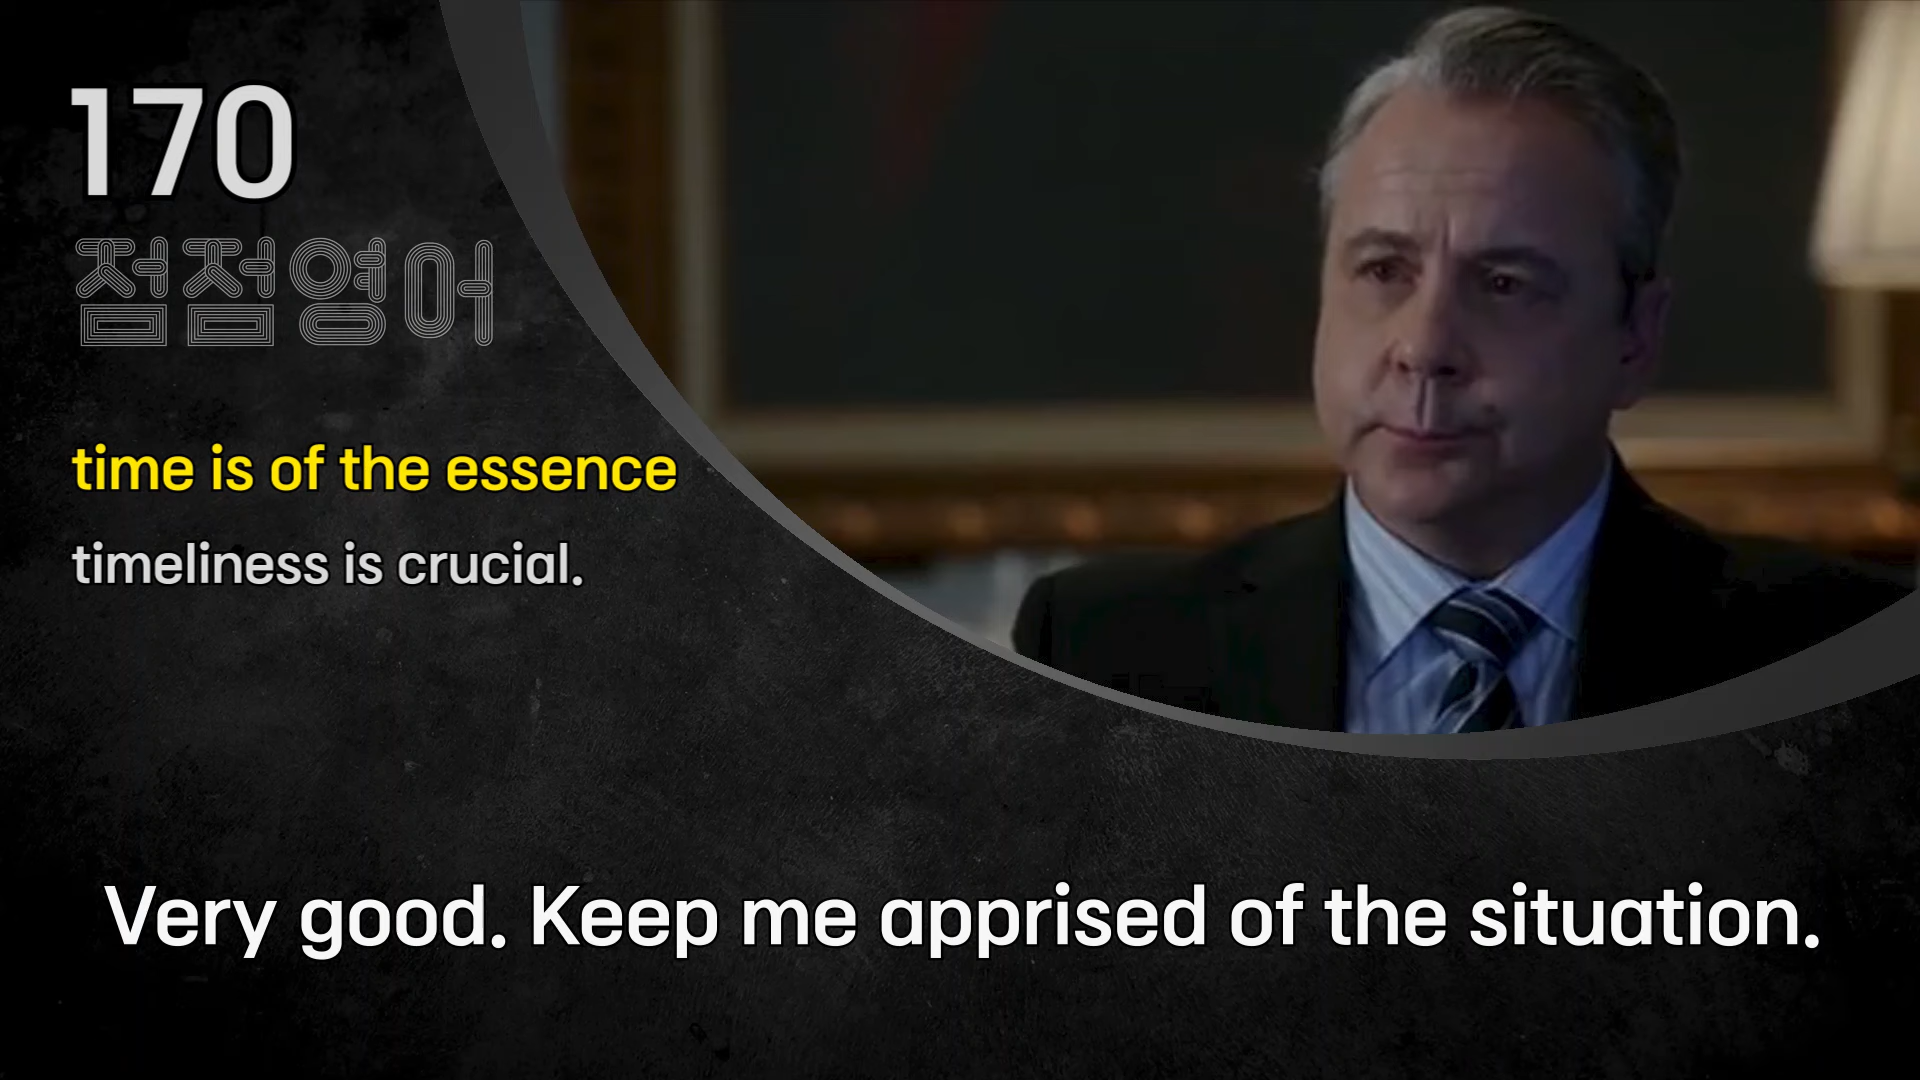 170
점점영어
time is of the essence
timeliness is crucial.
Very good. Keep me apprised of the situation.